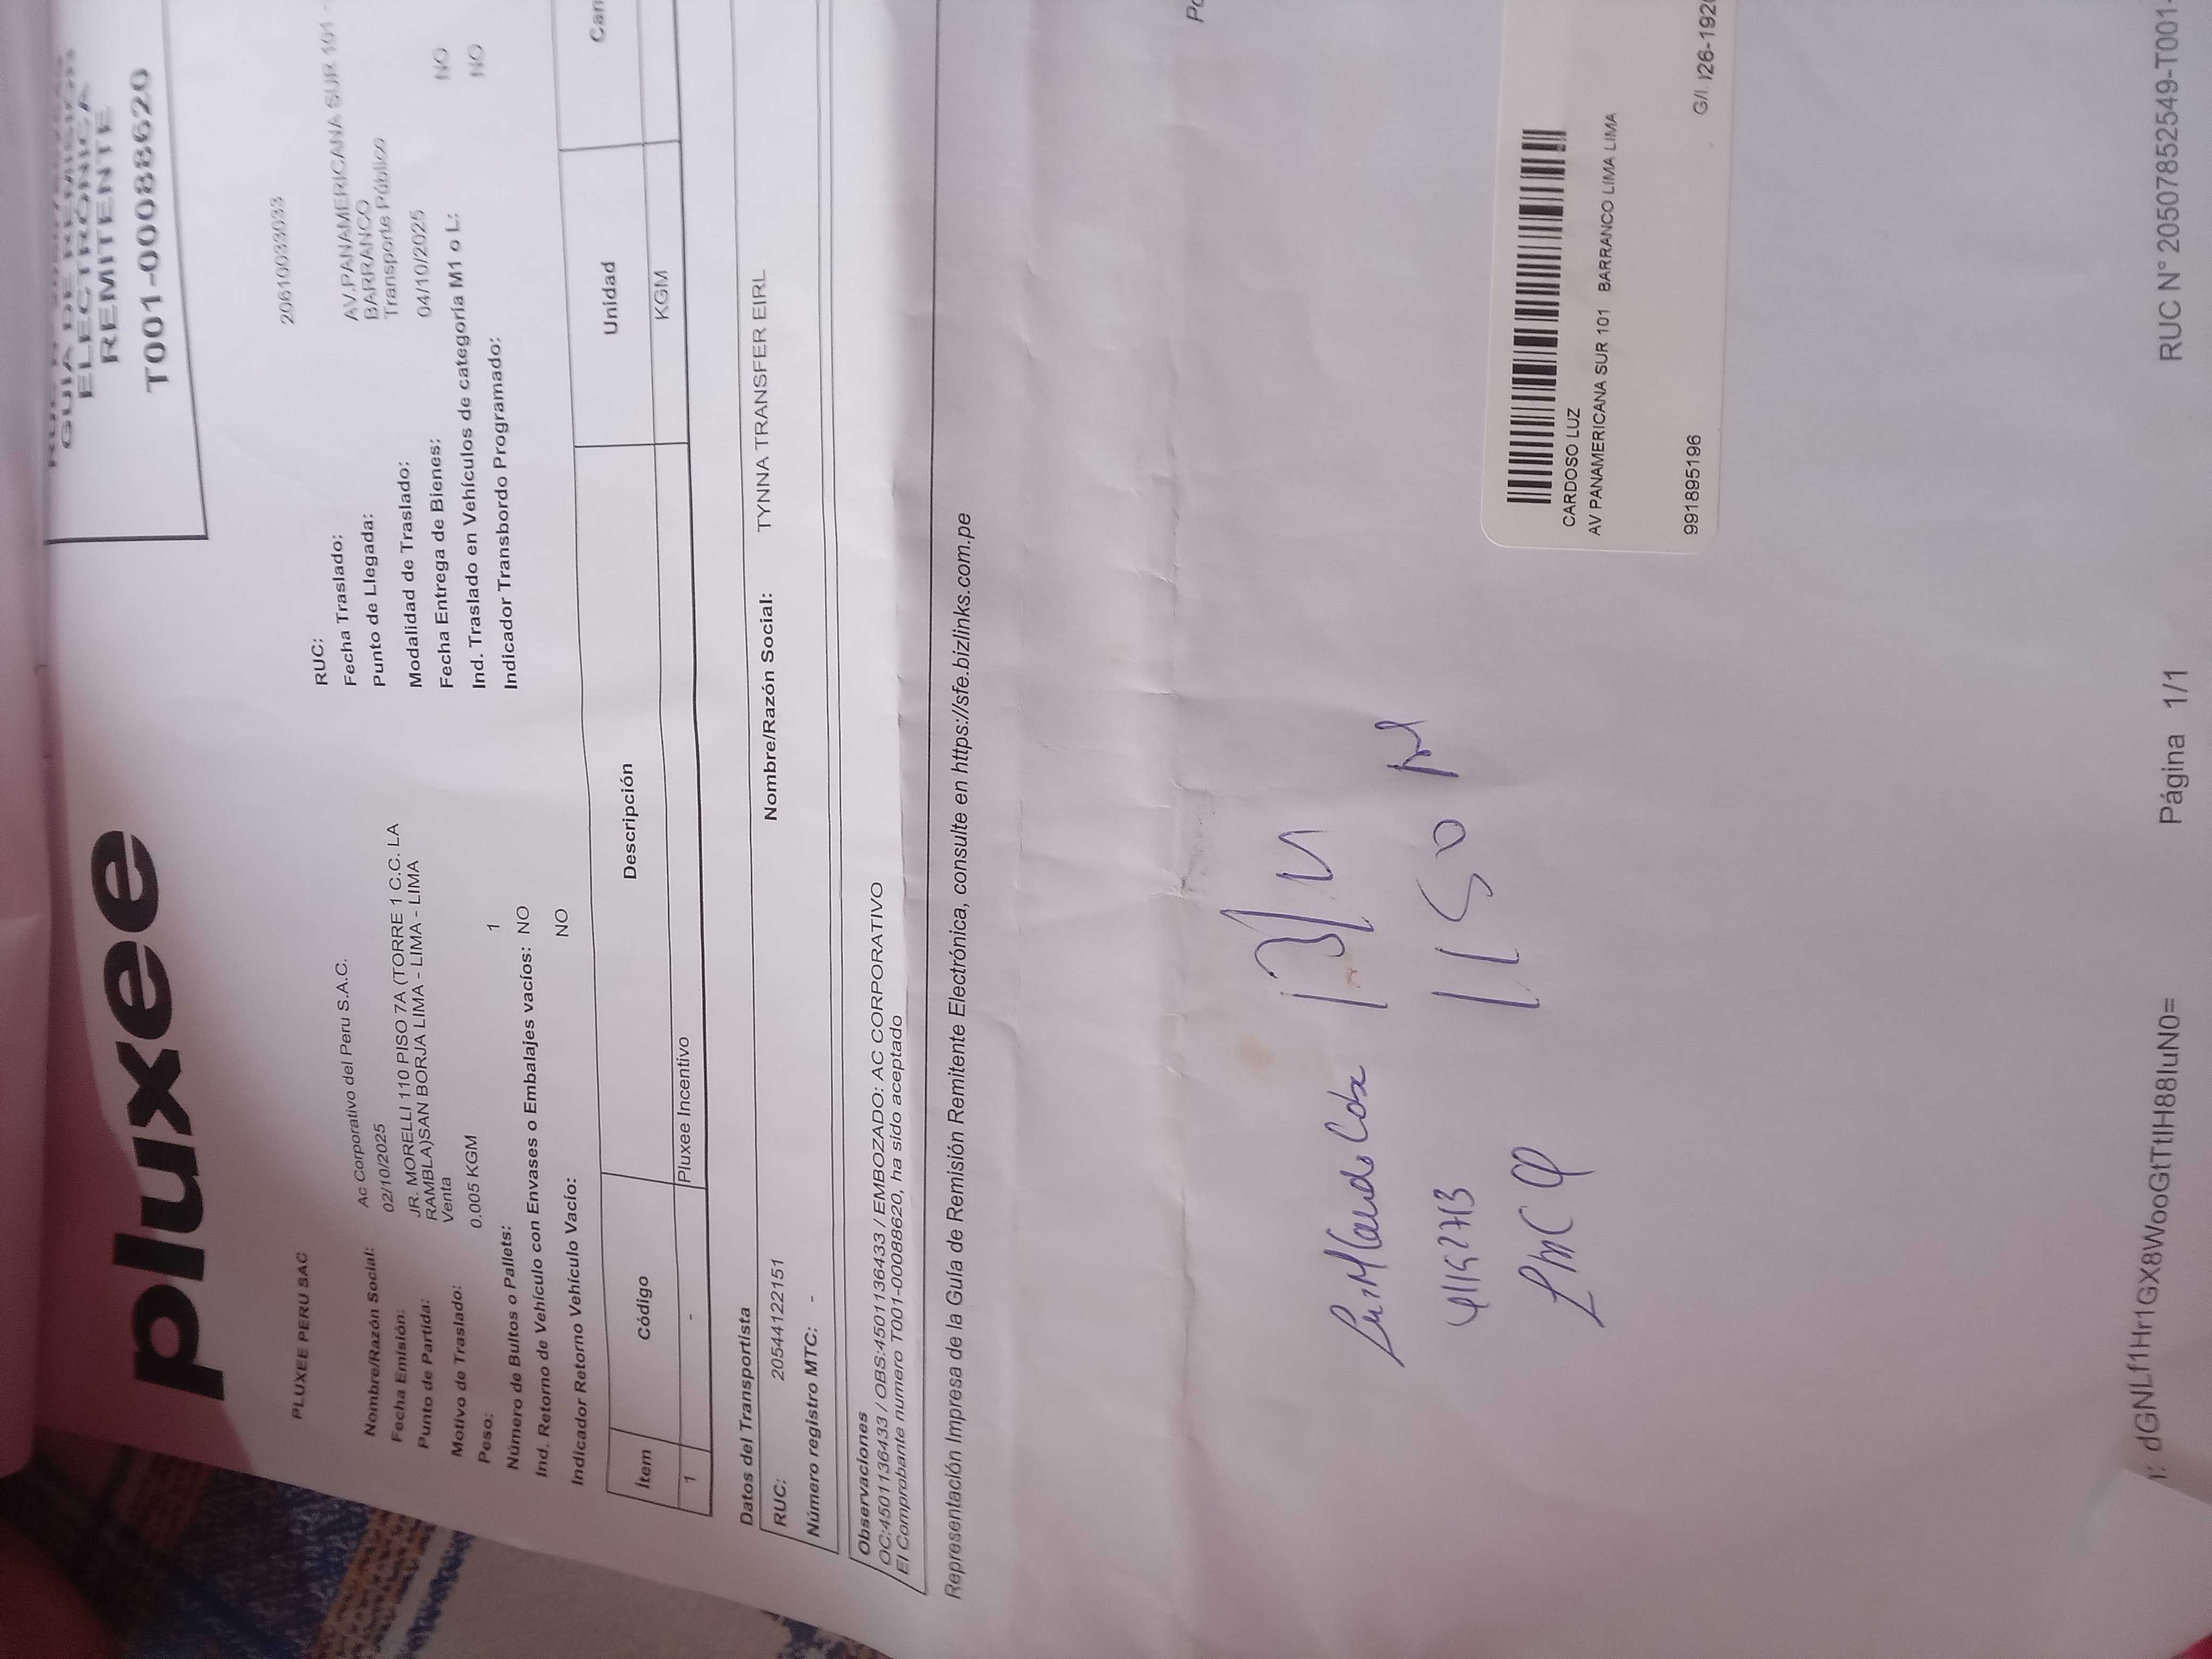 pluxee
GUIA DE REMISIÓN
ELECTRÓNICA
REMITENTE
T001-00088620
PLUXEE PERU SAC
Nombre/Razón Social: Ac Corporativo del Peru S.A.C.
Fecha Emisión: 02/10/2025
Punto de Partida: JR. MORELLI 110 PISO 7A (TORRE 1 C.C. LA
RAMBLA)SAN BORJA LIMA - LIMA - LIMA
Motivo de Traslado: Venta
Peso: 0.005 KGM
Número de Bultos o Pallets: 1
Ind. Retorno de Vehículo con Envases o Embalajes vacíos: NO
Indicador Retorno Vehículo Vacío: NO
RUC: 20610033033
Fecha Traslado:
Punto de Llegada: AV.PANAMERICANA SUR 101 -
BARRANCO
Modalidad de Traslado: Transporte Público
Fecha Entrega de Bienes: 04/10/2025
Ind. Traslado en Vehículos de categoría M1 o L: NO
Indicador Transbordo Programado: NO
Ítem Código Descripción Unidad Can
1 - Pluxee Incentivo KGM
Datos del Transportista
RUC: 20544122151 Nombre/Razón Social: TYNNA TRANSFER EIRL
Número registro MTC: -
Observaciones
OC:4501136433 / OBS:4501136433 / EMBOZADO: AC CORPORATIVO
El Comprobante numero T001-00088620, ha sido aceptado
Representación Impresa de la Guía de Remisión Remitente Electrónica, consulte en https://sfe.bizlinks.com.pe
Po
CARDOSO LUZ
AV PANAMERICANA SUR 101 BARRANCO LIMA LIMA
991895196 G/I. I26-1920
: dGNLf1Hr1GX8WooGtTtIH88IuN0= Página 1/1 RUC N° 20507852549-T001-